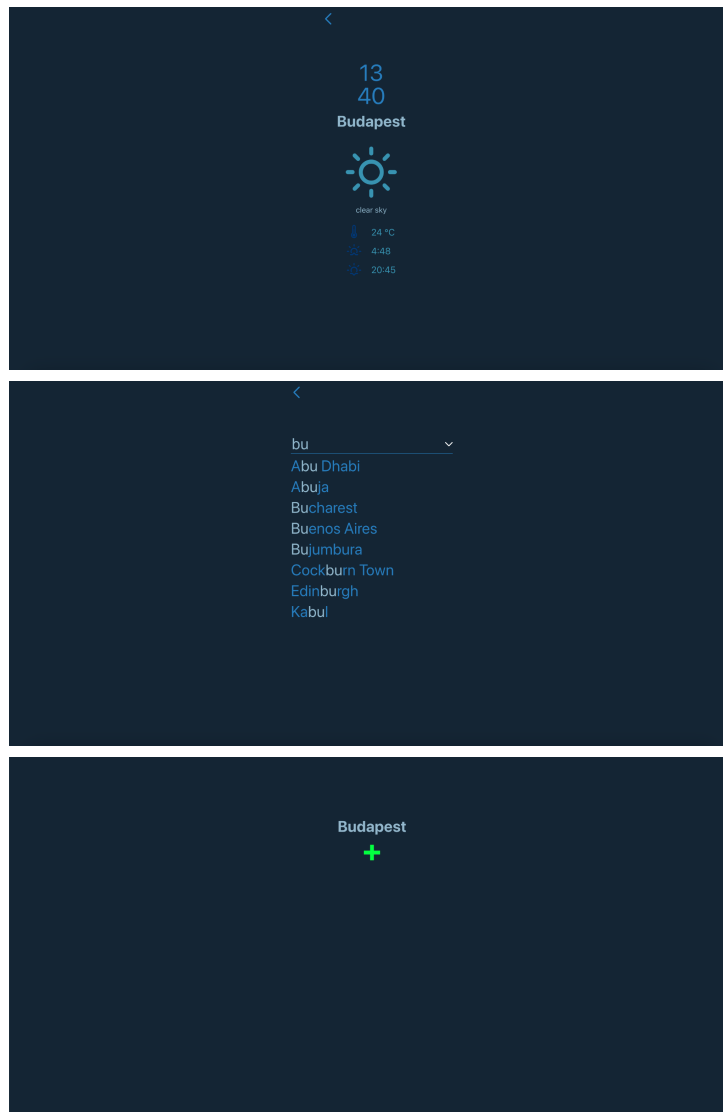 13
40
Budapest
clear sky
24 °C
4:48
20:45
bu
Abu Dhabi
Abuja
Bucharest
Buenos Aires
Bujumbura
Cockburn Town
Edinburgh
Kabul
Budapest